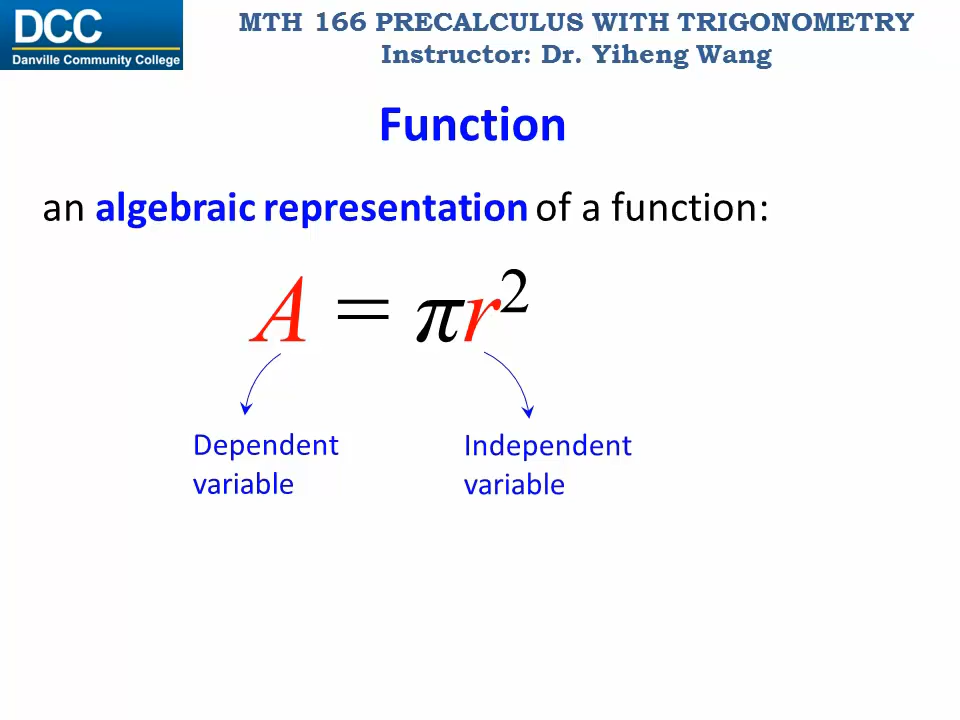 DCC
Danville Community College
MTH 166 PRECALCULUS WITH TRIGONOMETRY
Instructor: Dr. Yiheng Wang
Function
an algebraic representation of a function:
A = πr²
Dependent
variable
Independent
variable